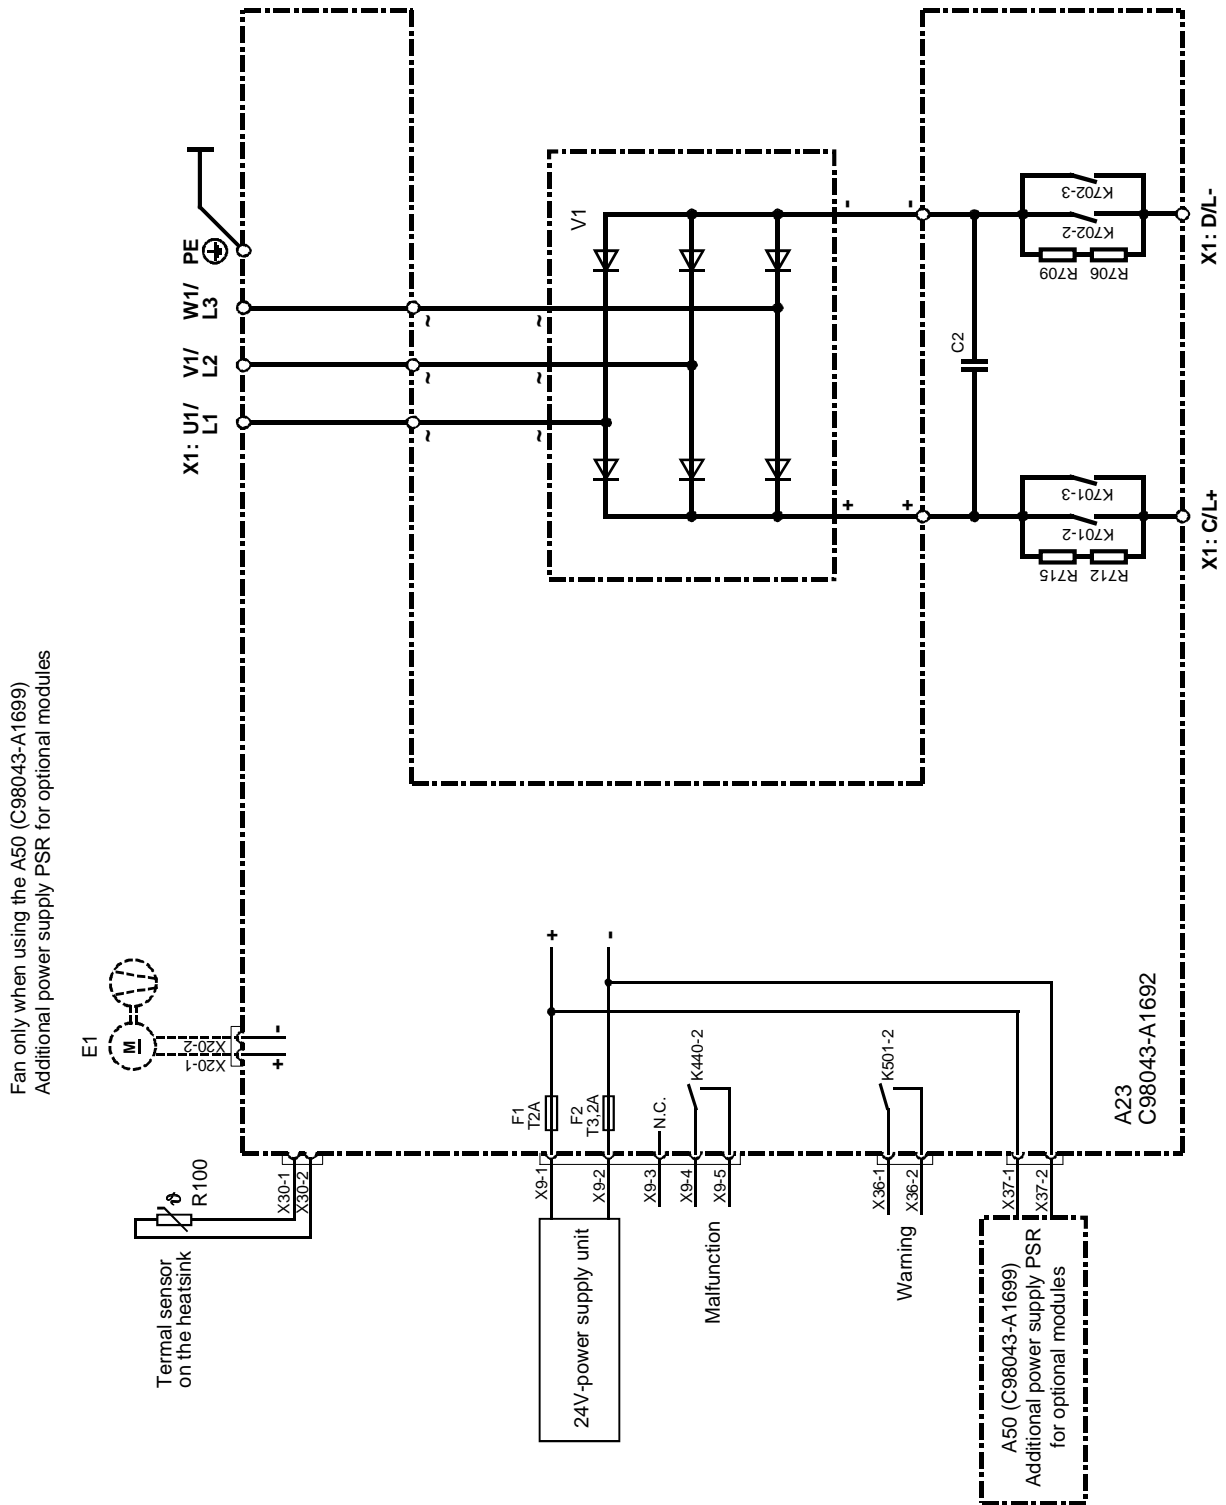 Fan only when using the A50 (C98043-A1699)
Additional power supply PSR for optional modules
X1: U1/
L1
V1/
L2
W1/
L3
PE
~
~
~
~
~
~
V1
+
-
+
-
C2
K702-3
K702-2
R709
R706
X1: D/L-
K701-3
K701-2
R715
R712
X1: C/L+
E1
M
X20-2
X20-1
-
+
Termal sensor
on the heatsink
ϑ
R100
X30-1
X30-2
24V-power supply unit
X9-1
X9-2
X9-3
X9-4
X9-5
F1
T2A
F2
T3,2A
+
-
N.C.
K440-2
Malfunction
X36-1
X36-2
K501-2
Warning
X37-1
X37-2
A23
C98043-A1692
A50 (C98043-A1699)
Additional power supply PSR
for optional modules